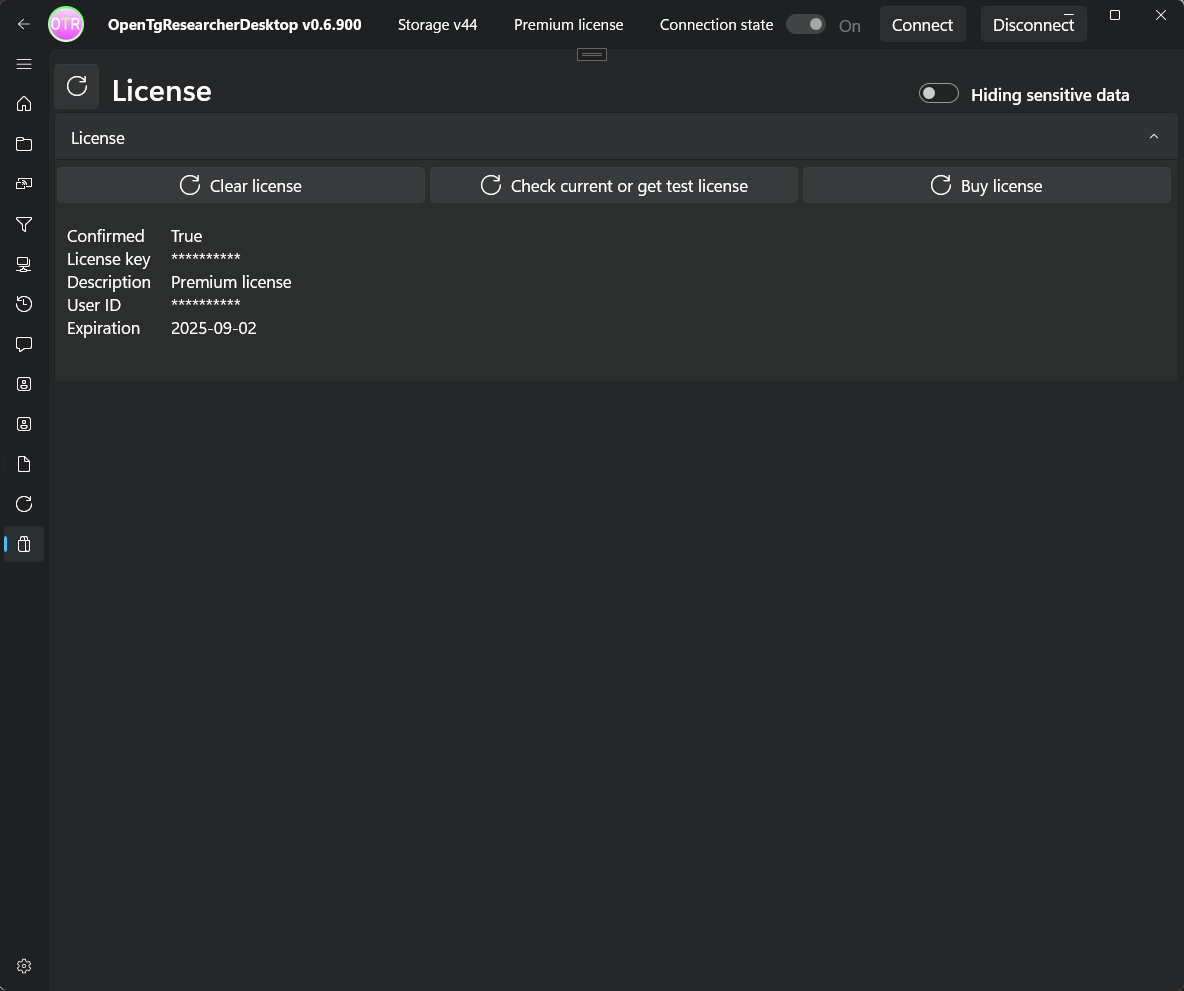 OTR OpenTgResearcherDesktop v0.6.900 Storage v44 Premium license Connection state On Connect Disconnect
License Hiding sensitive data
License
Clear license Check current or get test license Buy license
Confirmed True
License key **********
Description Premium license
User ID **********
Expiration 2025-09-02